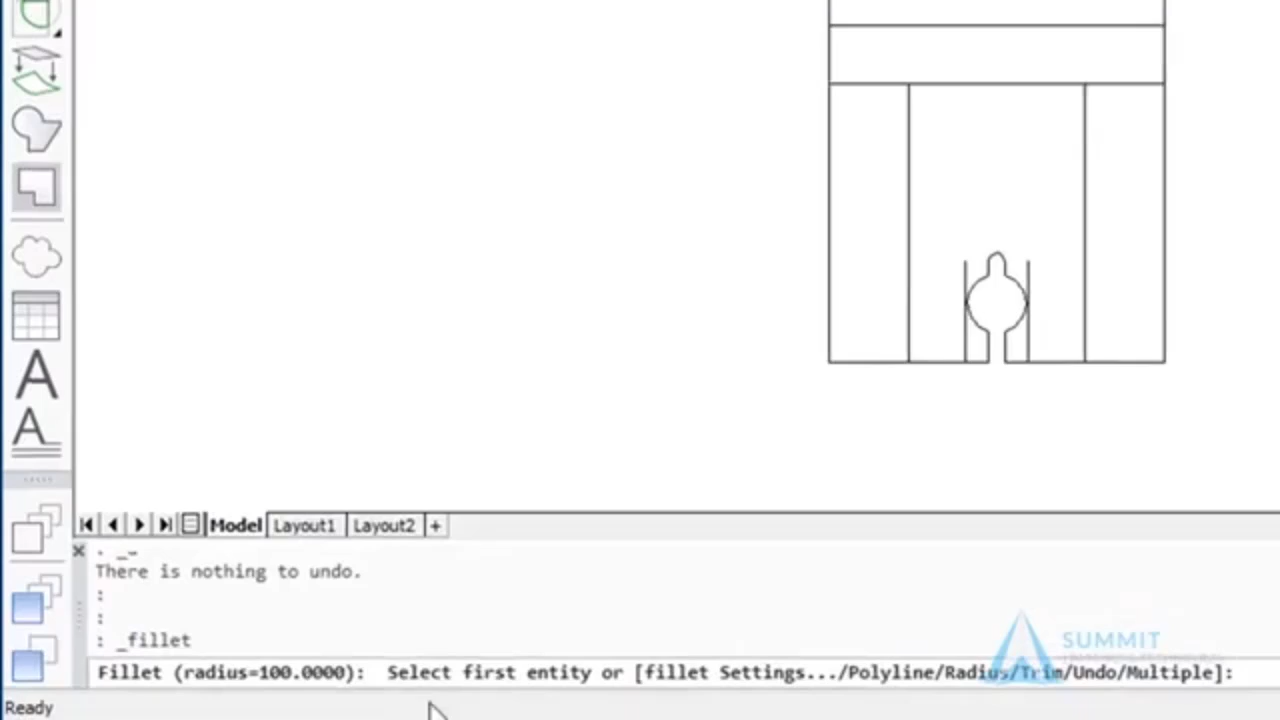 A
A
Model Layout1 Layout2 +
There is nothing to undo.
:
:
: _fillet
Fillet (radius=100.0000): Select first entity or [fillet Settings.../Polyline/Radius/Trim/Undo/Multiple]:
SUMMIT
Ready